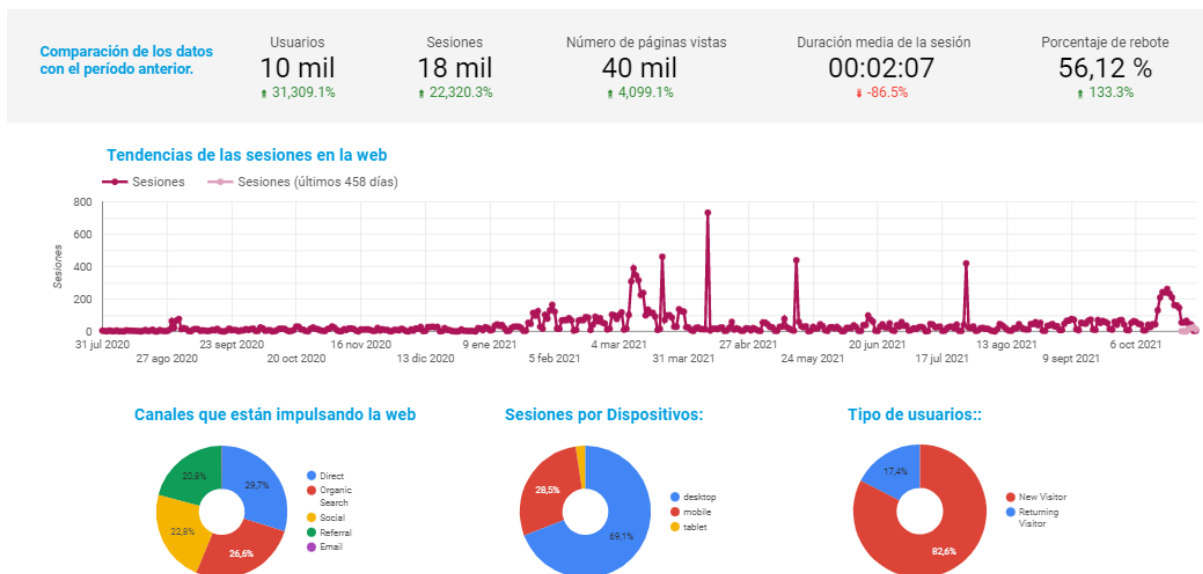 Comparación de los datos
con el período anterior.
Usuarios
10 mil
31,309.1%
Sesiones
18 mil
22,320.3%
Número de páginas vistas
40 mil
4,099.1%
Duración media de la sesión
00:02:07
-86.5%
Porcentaje de rebote
56,12 %
133.3%
Tendencias de las sesiones en la web
Sesiones
Sesiones (últimos 458 días)
800
600
400
200
0
Sesiones
31 jul 2020
27 ago 2020
23 sept 2020
20 oct 2020
16 nov 2020
13 dic 2020
9 ene 2021
5 feb 2021
4 mar 2021
31 mar 2021
27 abr 2021
24 may 2021
20 jun 2021
17 jul 2021
13 ago 2021
9 sept 2021
6 oct 2021
Canales que están impulsando la web
29,7%
26,6%
22,8%
20,8%
Direct
Organic
Search
Social
Referral
Email
Sesiones por Dispositivos:
28,5%
69,1%
desktop
mobile
tablet
Tipo de usuarios::
17,4%
82,6%
New Visitor
Returning
Visitor